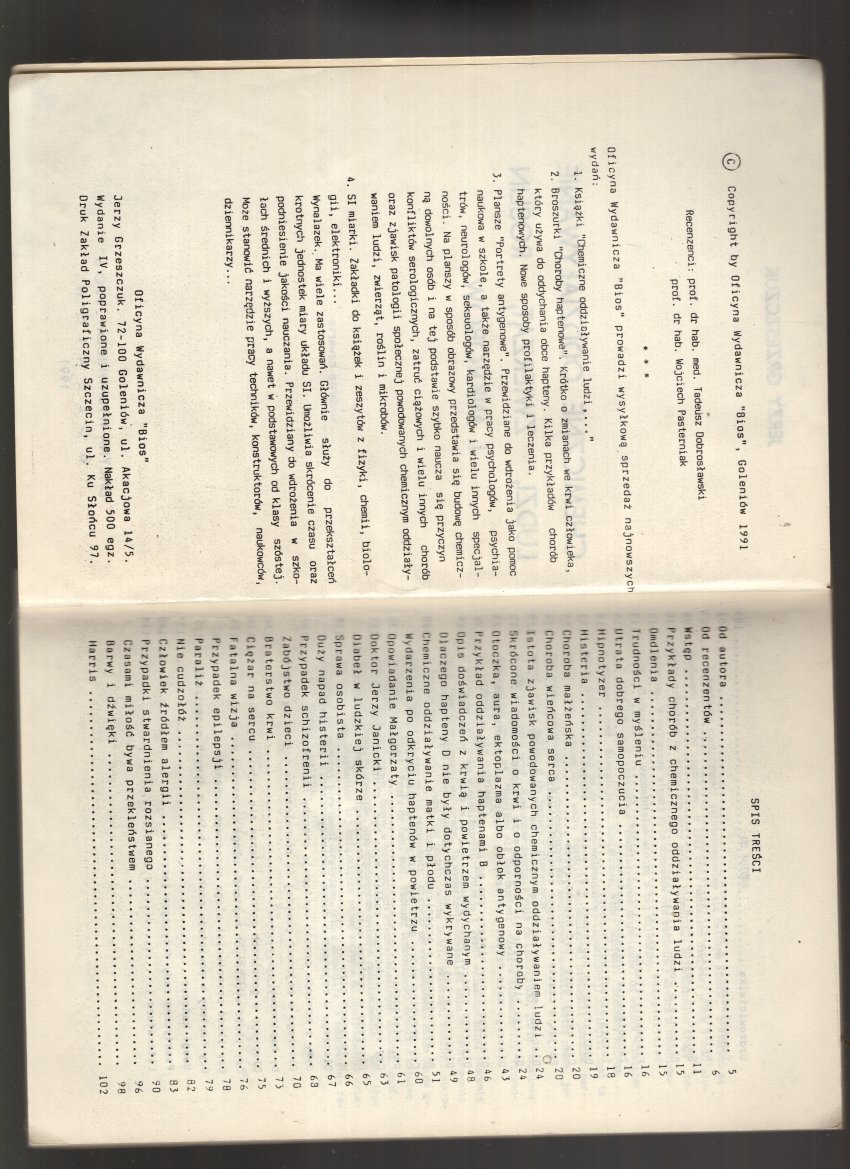 © Copyright by Oficyna Wydawnicza "Bios", Goleniów 1991
Recenzenci: prof. dr hab. med. Tadeusz Dobrosławski
prof. dr hab. Wojciech Pasterniak
* * *
Oficyna Wydawnicza "Bios" prowadzi wysyłkową sprzedaż najnowszych
wydań:
1. Książki "Chemiczne oddziaływanie ludzi,..."
2. Broszurki "Choroby haptenowe". Krótko o zmianach we krwi człowieka,
który używa do oddychania obce hapteny. Kilka przykładów chorób
haptenowych. Nowe sposoby profilaktyki i leczenia.
3. Plansze "Portrety antygenowe". Przewidziane do wdrożenia jako pomoc
naukowa w szkole, a także narzędzie w pracy psychologów, psychia-
trów, neurologów, seksuologów, kardiologów i wielu innych specjal-
ności. Na planszy w sposób obrazowy przedstawia się budowę chemicz-
ną dowolnych osób i na tej podstawie szybko naucza się przyczyn
konfliktów serologicznych, zatruć ciążowych i wielu innych chorób
oraz zjawisk patologii społecznej powodowanych chemicznym oddziały-
waniem ludzi, zwierząt, roślin i mikrobów.
4. SI miarki. Zakładki do książek i zeszytów z fizyki, chemii, biolo-
gii, elektroniki...
Wynalazek. Ma wiele zastosowań. Głównie służy do przekształceń
krotnych jednostek miary układu SI. Umożliwia skrócenie czasu oraz
podniesienie jakości nauczania. Przewidziany do wdrożenia w szko-
łach średnich i wyższych, a nawet w podstawowych od klasy szóstej.
Może stanowić narzędzie pracy techników, konstruktorów, naukowców,
dziennikarzy...
Oficyna Wydawnicza "Bios"
Jerzy Grzeszczuk. 72-100 Goleniów, ul. Akacjowa 14/5.
Wydanie IV, poprawione i uzupełnione. Nakład 500 egz.
Druk Zakład Poligraficzny Szczecin, ul. Ku Słońcu 97.
SPIS TREŚCI
Od autora ........ 5
Od recenzentów ........ 6
Wstęp ........ 11
Przykłady chorób z chemicznego oddziaływania ludzi ........ 15
Omdlenia ........ 15
Trudności w myśleniu ........ 16
Utrata dobrego samopoczucia ........ 16
Hipnotyzer ........ 18
Histeria ........ 19
Choroba małżeńska ........ 20
Choroba wieńcowa serca ........ 20
Istota zjawisk powodowanych chemicznym oddziaływaniem ludzi .. 24
Skrócone wiadomości o krwi i o odporności na choroby ........ 24
Otoczka, aura, ektoplazma albo obłok antygenowy ........ 43
Przykład oddziaływania haptenami B ........ 46
Opis doświadczeń z krwią i powietrzem wydychanym ........ 48
Dlaczego hapteny D nie były dotychczas wykrywane ........ 49
Chemiczne oddziaływanie matki i płodu ........ 51
Wydarzenia po odkryciu haptenów w powietrzu ........ 60
Opowiadanie Małgorzaty ........ 61
Doktor Jerzy Janicki ........ 63
Diabeł w ludzkiej skórze ........ 65
Sprawa osobista ........ 66
Duży napad histerii ........ 67
Przypadek schizofrenii ........ 68
Zabójstwo dzieci ........ 70
Braterstwo krwi ........ 73
Ciężar na sercu ........ 75
Fatalna wizja ........ 76
Przypadek epilepsji ........ 78
Paraliż ........ 79
Nie cudzołóż ........ 82
Człowiek źródłem alergii ........ 83
Przypadki stwardnienia rozsianego ........ 90
Czasami miłość bywa przekleństwem ........ 96
Barwy i dźwięki ........ 98
Harris ........ 102